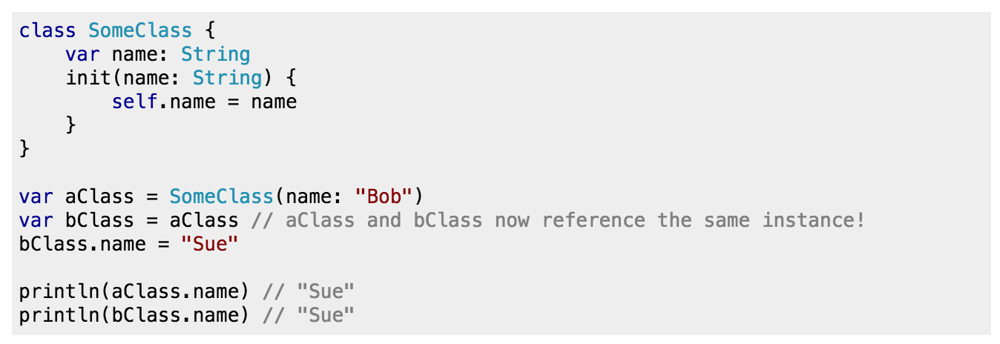 class SomeClass {
    var name: String
    init(name: String) {
        self.name = name
    }
}

var aClass = SomeClass(name: "Bob")
var bClass = aClass // aClass and bClass now reference the same instance!
bClass.name = "Sue"

println(aClass.name) // "Sue"
println(bClass.name) // "Sue"